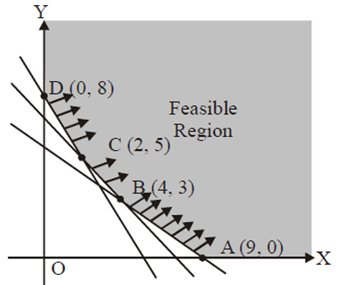 Y
D (0, 8)
Feasible
Region
C (2, 5)
B (4, 3)
A (9, 0)
X
O